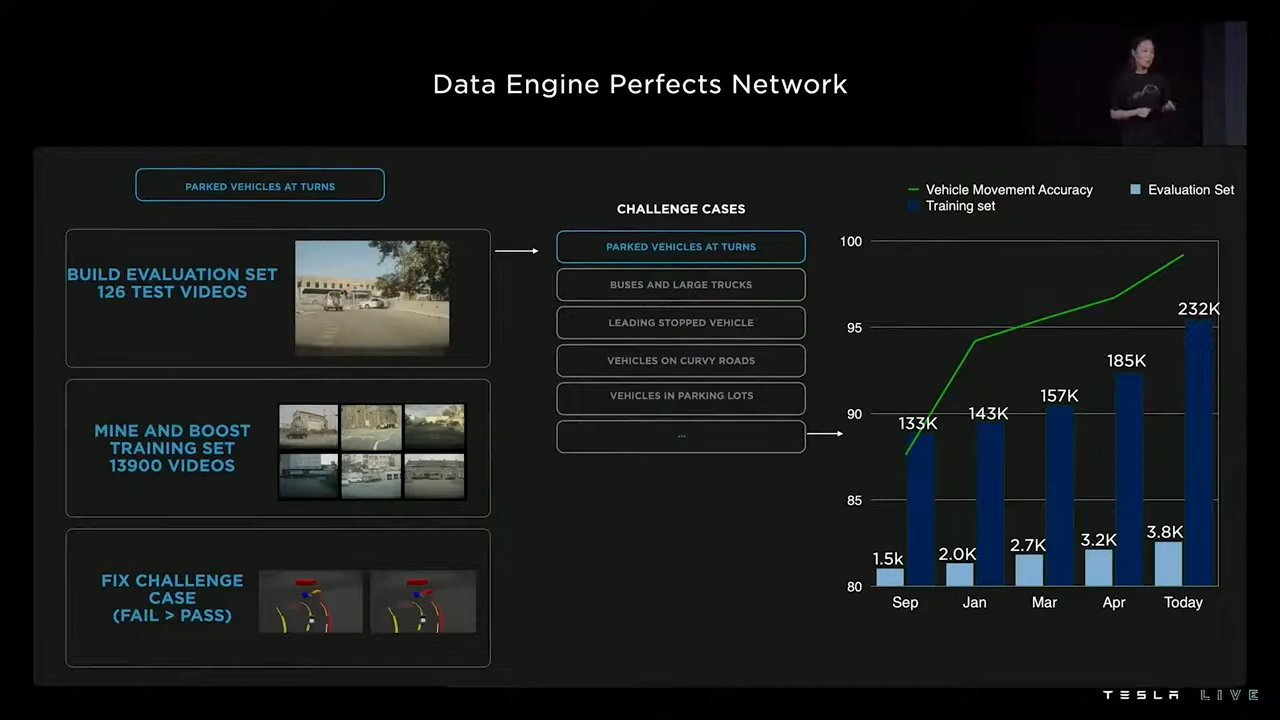 Data Engine Perfects Network
PARKED VEHICLES AT TURNS
BUILD EVALUATION SET
126 TEST VIDEOS
MINE AND BOOST
TRAINING SET
13900 VIDEOS
FIX CHALLENGE
CASE
(FAIL > PASS)
CHALLENGE CASES
PARKED VEHICLES AT TURNS
BUSES AND LARGE TRUCKS
LEADING STOPPED VEHICLE
VEHICLES ON CURVY ROADS
VEHICLES IN PARKING LOTS
...
Vehicle Movement Accuracy
Evaluation Set
Training set
100
95
90
85
80
133K
143K
157K
185K
232K
1.5k
2.0K
2.7K
3.2K
3.8K
Sep
Jan
Mar
Apr
Today
TESLA LIVE